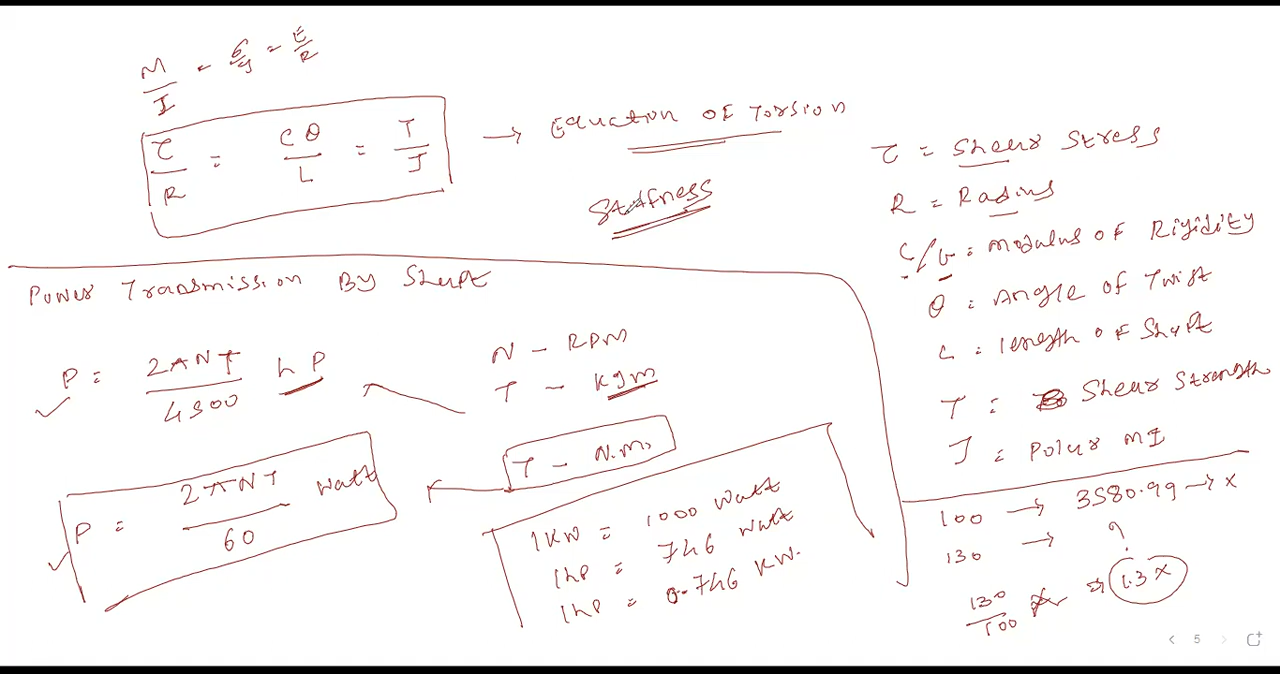 M/I = σ/y = E/R
τ/R = Cθ/L = T/J → Equation of Torsion
Stifness
τ = Shear Stress
R = Radius
C/G = Modulus of Rigidity
θ = Angle of Twist
L = length of Shaft
T = Shear Strength
J = Polar MI
Power Transmission By Shaft
P = 2πNT/4500 hP
N - RPM
T - kgm
T - N.m.
P = 2πNT/60 Watt
1KW = 1000 Watt
1hP = 746 Watt
1hP = 0.746 KW.
100 → 3580.99 → x
130 → ?
130/100 x ⇒ 1.3x
5